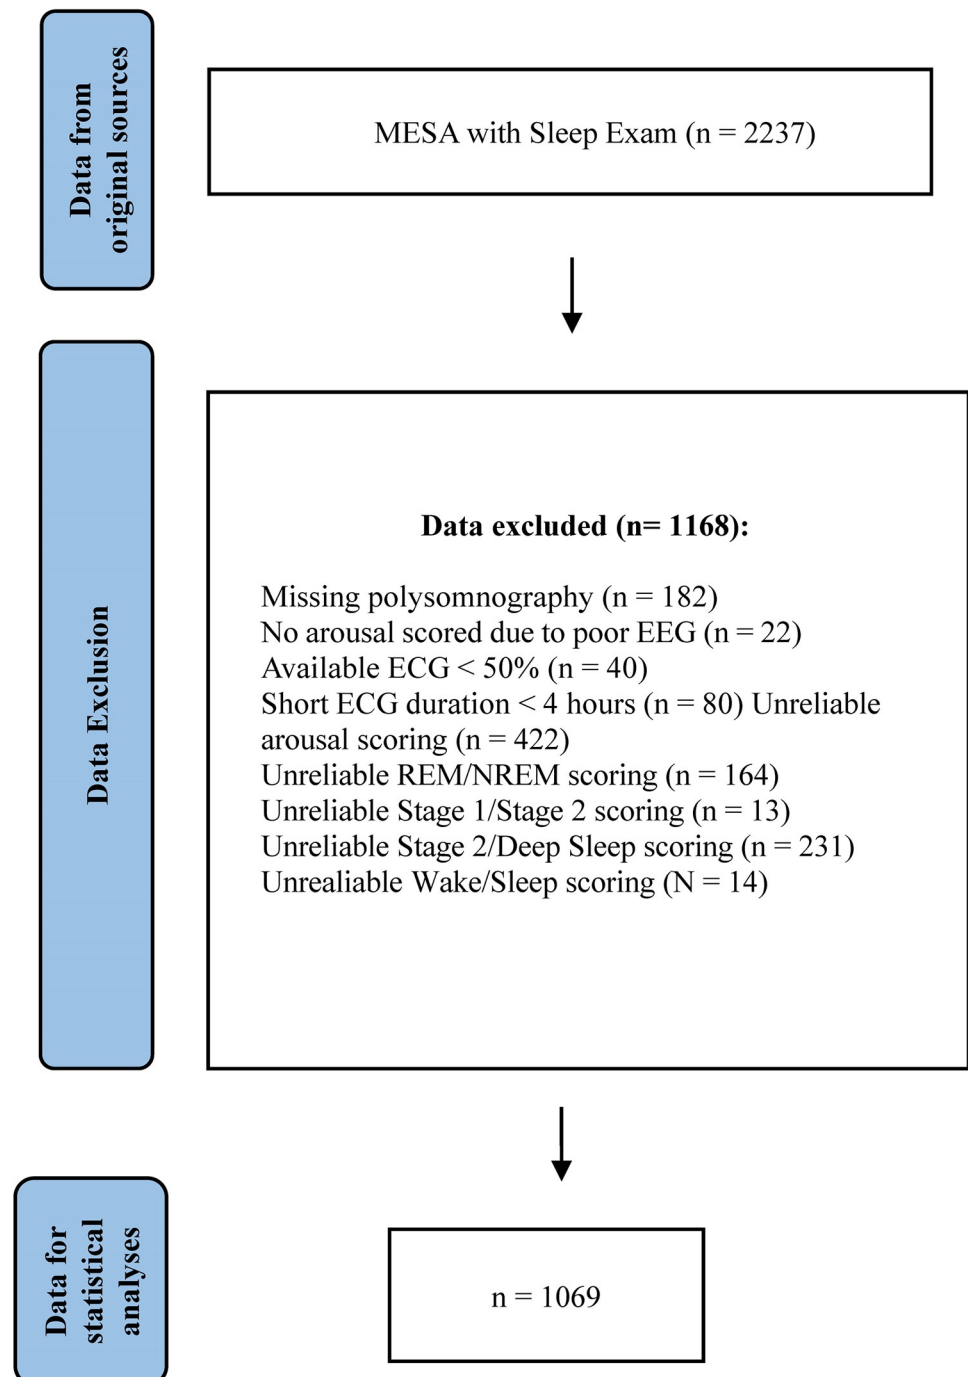 Data from
original sources
MESA with Sleep Exam (n = 2237)
Data Exclusion
Data excluded (n= 1168):
Missing polysomnography (n = 182)
No arousal scored due to poor EEG (n = 22)
Available ECG < 50% (n = 40)
Short ECG duration < 4 hours (n = 80) Unreliable
arousal scoring (n = 422)
Unreliable REM/NREM scoring (n = 164)
Unreliable Stage 1/Stage 2 scoring (n = 13)
Unreliable Stage 2/Deep Sleep scoring (n = 231)
Unrealiable Wake/Sleep scoring (N = 14)
Data for
statistical
analyses
n = 1069